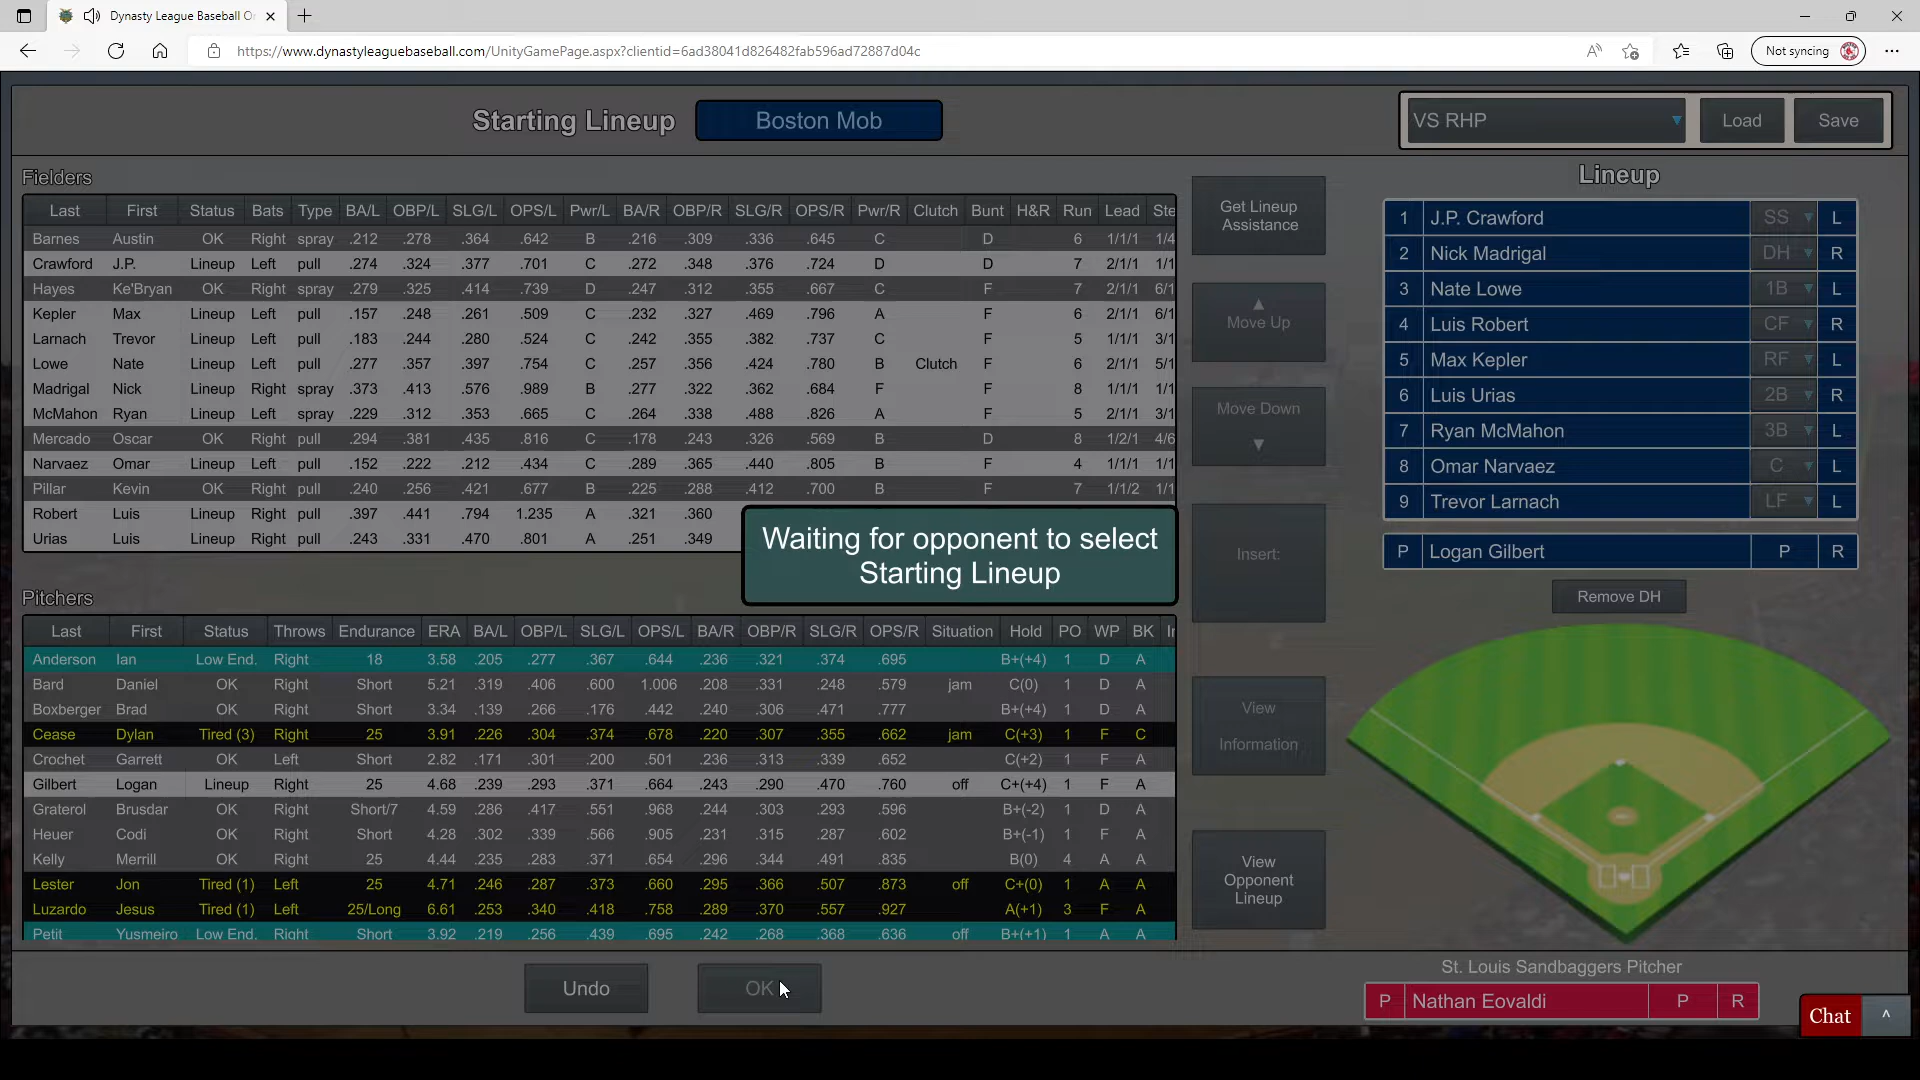 Dynasty League Baseball O
https://www.dynastyleaguebaseball.com/UnityGamePage.aspx?clientid=6ad38041d826482fab596ad72887d04c
Not syncing
Starting Lineup
Boston Mob
VS RHP
Load
Save
Fielders
Last First Status Bats Type BA/L OBP/L SLG/L OPS/L Pwr/L BA/R OBP/R SLG/R OPS/R Pwr/R Clutch Bunt H&R Run Lead Ste
Barnes Austin OK Right spray .212 .278 .364 .642 B .216 .309 .336 .645 C D 6 1/1/1 1/4
Crawford J.P. Lineup Left pull .274 .324 .377 .701 C .272 .348 .376 .724 D D 7 2/1/1 1/1
Hayes Ke'Bryan OK Right spray .279 .325 .414 .739 D .247 .312 .355 .667 C F 7 2/1/1 6/1
Kepler Max Lineup Left pull .157 .248 .261 .509 C .232 .327 .469 .796 A F 6 2/1/1 6/1
Larnach Trevor Lineup Left pull .183 .244 .280 .524 C .242 .355 .382 .737 C F 5 1/1/1 3/1
Lowe Nate Lineup Left pull .277 .357 .397 .754 C .257 .356 .424 .780 B Clutch F 6 2/1/1 5/1
Madrigal Nick Lineup Right spray .373 .413 .576 .989 B .277 .322 .362 .684 F F 8 1/1/1 1/1
McMahon Ryan Lineup Left spray .229 .312 .353 .665 C .264 .338 .488 .826 A F 5 2/1/1 3/1
Mercado Oscar OK Right pull .294 .381 .435 .816 C .178 .243 .326 .569 B D 8 1/2/1 4/6
Narvaez Omar Lineup Left pull .152 .222 .212 .434 C .289 .365 .440 .805 B F 4 1/1/1 1/1
Pillar Kevin OK Right pull .240 .256 .421 .677 B .225 .288 .412 .700 B F 7 1/1/2 1/1
Robert Luis Lineup Right pull .397 .441 .794 1.235 A .321 .360
Urias Luis Lineup Right pull .243 .331 .470 .801 A .251 .349
Waiting for opponent to select
Starting Lineup
Pitchers
Last First Status Throws Endurance ERA BA/L OBP/L SLG/L OPS/L BA/R OBP/R SLG/R OPS/R Situation Hold PO WP BK Ir
Anderson Ian Low End. Right 18 3.58 .205 .277 .367 .644 .236 .321 .374 .695 B+(+4) 1 D A
Bard Daniel OK Right Short 5.21 .319 .406 .600 1.006 .208 .331 .248 .579 jam C(0) 1 D A
Boxberger Brad OK Right Short 3.34 .139 .266 .176 .442 .240 .306 .471 .777 B+(+4) 1 D A
Cease Dylan Tired (3) Right 25 3.91 .226 .304 .374 .678 .220 .307 .355 .662 jam C(+3) 1 F C
Crochet Garrett OK Left Short 2.82 .171 .301 .200 .501 .236 .313 .339 .652 C(+2) 1 F A
Gilbert Logan Lineup Right 25 4.68 .239 .293 .371 .664 .243 .290 .470 .760 off C+(+4) 1 F A
Graterol Brusdar OK Right Short/7 4.59 .286 .417 .551 .968 .244 .303 .293 .596 B+(-2) 1 D A
Heuer Codi OK Right Short 4.28 .302 .339 .566 .905 .231 .315 .287 .602 B+(-1) 1 F A
Kelly Merrill OK Right 25 4.44 .235 .283 .371 .654 .296 .344 .491 .835 B(0) 4 A A
Lester Jon Tired (1) Left 25 4.71 .246 .287 .373 .660 .295 .366 .507 .873 off C+(0) 1 A A
Luzardo Jesus Tired (1) Left 25/Long 6.61 .253 .340 .418 .758 .289 .370 .557 .927 A(+1) 3 F A
Petit Yusmeiro Low End. Right Short 3.92 .219 .256 .439 .695 .242 .268 .368 .636 off B+(+1) 1 A A
Undo
OK
Get Lineup
Assistance
Move Up
Move Down
Insert:
View
Information
View
Opponent
Lineup
Lineup
1 J.P. Crawford SS L
2 Nick Madrigal DH R
3 Nate Lowe 1B L
4 Luis Robert CF R
5 Max Kepler RF L
6 Luis Urias 2B R
7 Ryan McMahon 3B L
8 Omar Narvaez C L
9 Trevor Larnach LF L
P Logan Gilbert P R
Remove DH
St. Louis Sandbaggers Pitcher
P Nathan Eovaldi P R
Chat